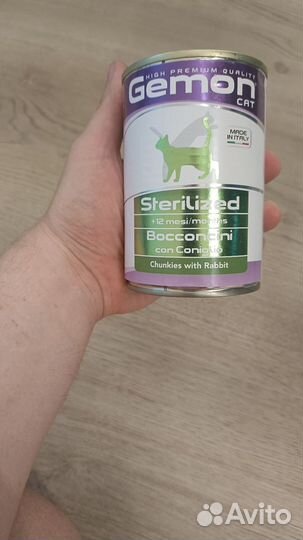 HIGH PREMIUM QUALITY
Gemon
CAT
MADE
IN ITALY
Sterilized
+12 mesi/months
Bocconcini
con Coniglio
Chunkies with Rabbit
Avito